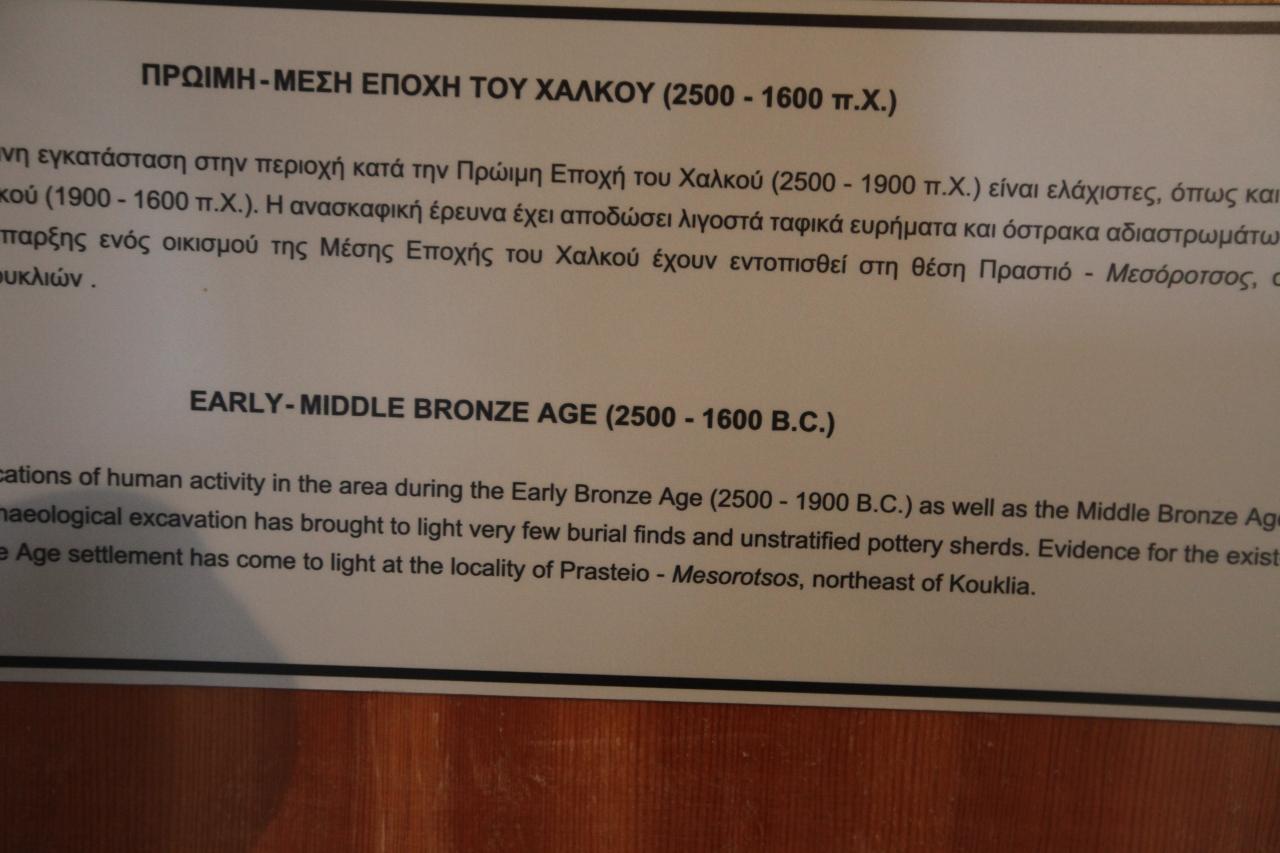 ΠΡΩΙΜΗ - ΜΕΣΗ ΕΠΟΧΗ ΤΟΥ ΧΑΛΚΟΥ (2500 - 1600 π.Χ.)
εγκατάσταση στην περιοχή κατά την Πρώιμη Εποχή του Χαλκού (2500 - 1900 π.Χ.) είναι ελάχιστες, όπως και
κού (1900 - 1600 π.Χ.). Η ανασκαφική έρευνα έχει αποδώσει λιγοστά ταφικά ευρήματα και όστρακα αδιαστρωμάτω
παρξης ενός οικισμού της Μέσης Εποχής του Χαλκού έχουν εντοπισθεί στη θέση Πραστιό - Μεσόροτσος,
ουκλιών .
EARLY- MIDDLE BRONZE AGE (2500 - 1600 B.C.)
cations of human activity in the area during the Early Bronze Age (2500 - 1900 B.C.) as well as the Middle Bronze Age
haeological excavation has brought to light very few burial finds and unstratified pottery sherds. Evidence for the exist
e Age settlement has come to light at the locality of Prasteio - Mesorotsos, northeast of Kouklia.